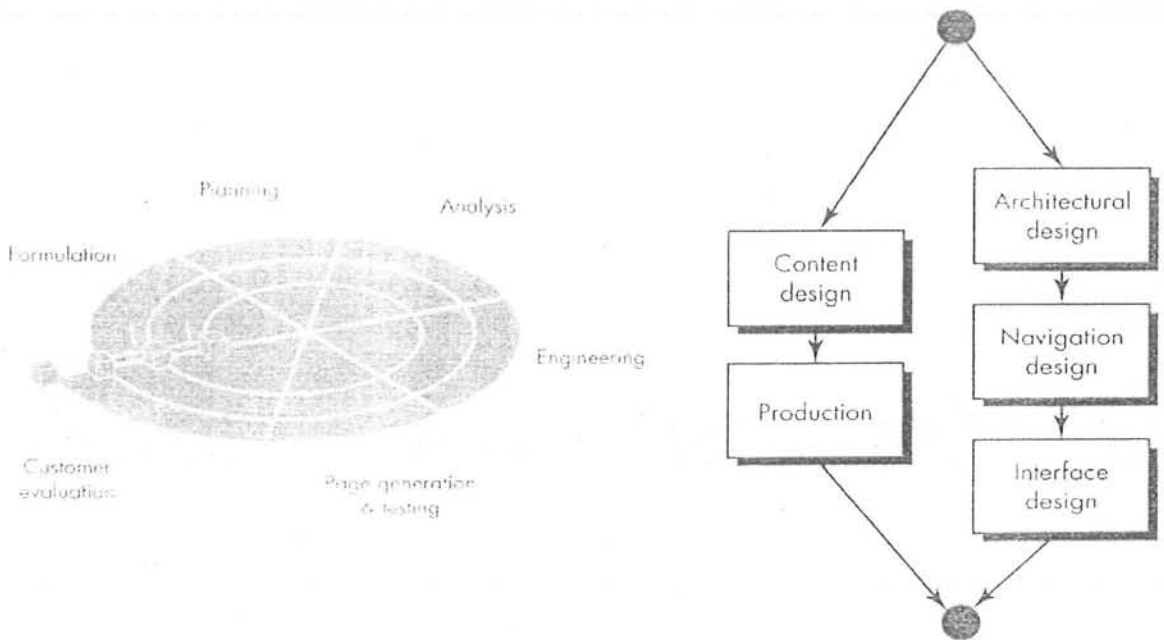 Planning
Analysis
Formulation
Engineering
Customer
evaluation
Page generation
& testing
Architectural
design
Content
design
Navigation
design
Production
Interface
design